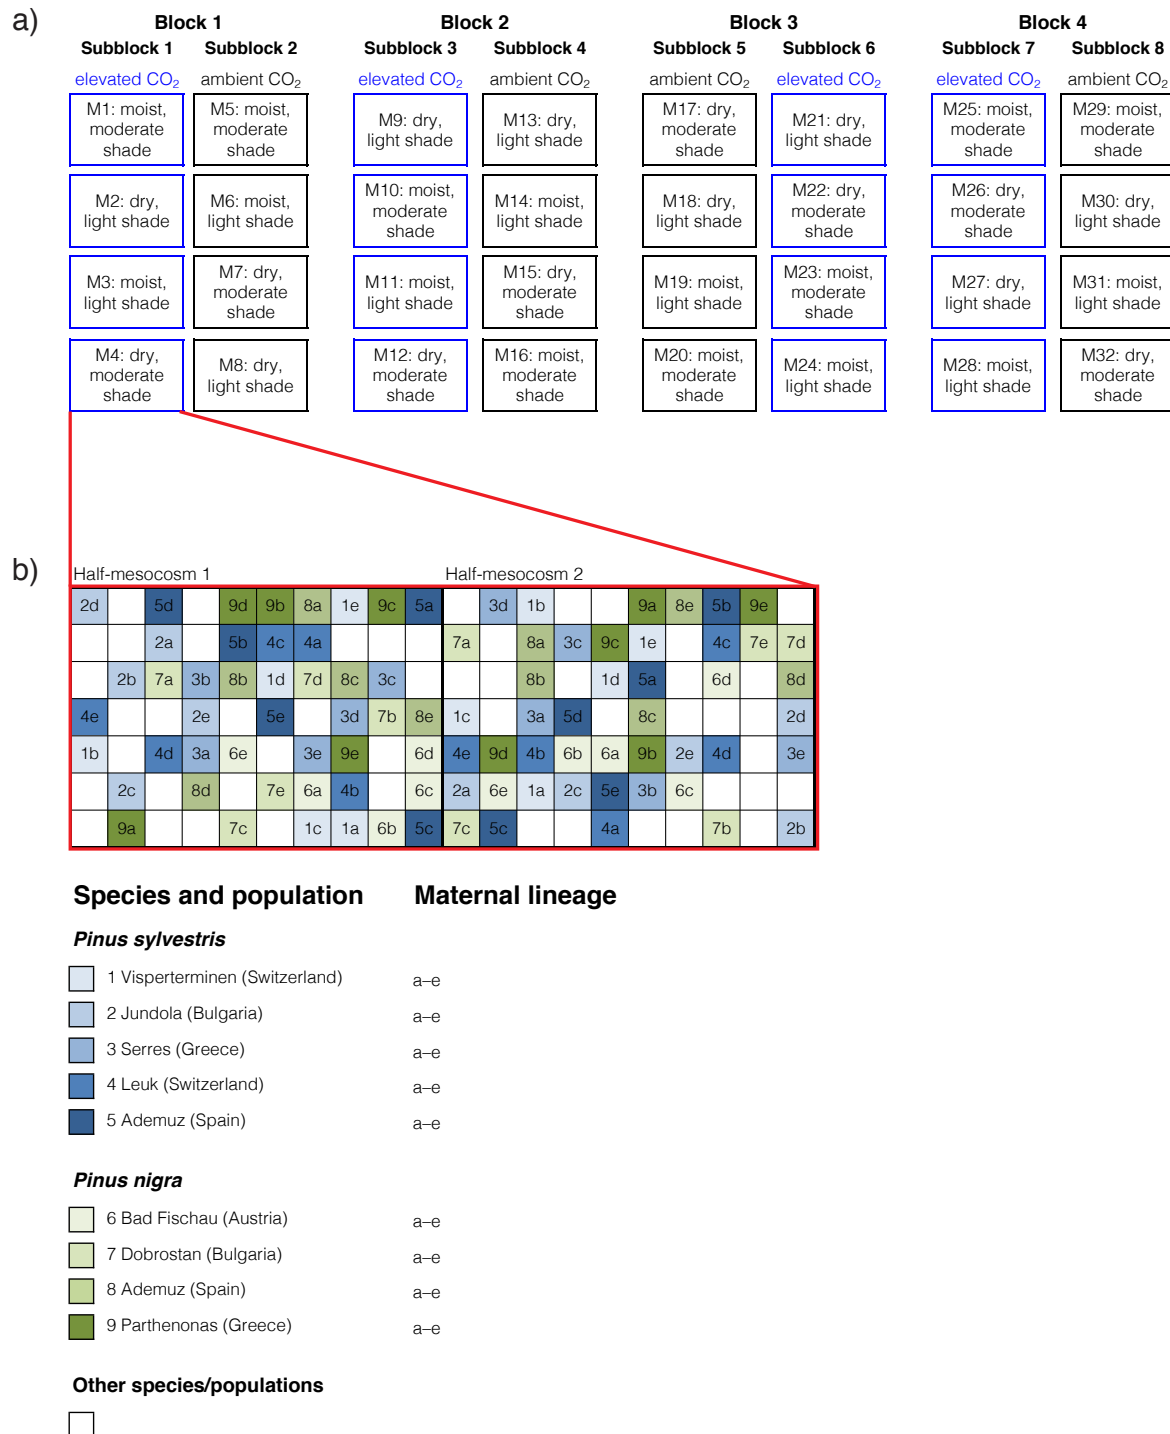 a)
Block 1 Block 2 Block 3 Block 4
Subblock 1 Subblock 2 Subblock 3 Subblock 4 Subblock 5 Subblock 6 Subblock 7 Subblock 8
elevated CO2 ambient CO2 elevated CO2 ambient CO2 ambient CO2 elevated CO2 elevated CO2 ambient CO2
M1: moist,
moderate
shade
M5: moist,
moderate
shade
M9: dry,
light shade
M13: dry,
light shade
M17: dry,
moderate
shade
M21: dry,
light shade
M25: moist,
moderate
shade
M29: moist,
moderate
shade
M2: dry,
light shade
M6: moist,
light shade
M10: moist,
moderate
shade
M14: moist,
light shade
M18: dry,
light shade
M22: dry,
moderate
shade
M26: dry,
moderate
shade
M30: dry,
light shade
M3: moist,
light shade
M7: dry,
moderate
shade
M11: moist,
light shade
M15: dry,
moderate
shade
M19: moist,
light shade
M23: moist,
moderate
shade
M27: dry,
light shade
M31: moist,
light shade
M4: dry,
moderate
shade
M8: dry,
light shade
M12: dry,
moderate
shade
M16: moist,
moderate
shade
M20: moist,
moderate
shade
M24: moist,
light shade
M28: moist,
light shade
M32: dry,
moderate
shade
b)
Half-mesocosm 1 Half-mesocosm 2
2d 5d 9d 9b 8a 1e 9c 5a 3d 1b 9a 8e 5b 9e
2a 5b 4c 4a 7a 8a 3c 9c 1e 4c 7e 7d
2b 7a 3b 8b 1d 7d 8c 3c 8b 1d 5a 6d 8d
4e 2e 5e 3d 7b 8e 1c 3a 5d 8c 2d
1b 4d 3a 6e 3e 9e 6d 4e 9d 4b 6b 6a 9b 2e 4d 3e
2c 8d 7e 6a 4b 6c 2a 6e 1a 2c 5e 3b 6c
9a 7c 1c 1a 6b 5c 7c 5c 4a 7b 2b
Species and population Maternal lineage
Pinus sylvestris
1 Visperterminen (Switzerland) a–e
2 Jundola (Bulgaria) a–e
3 Serres (Greece) a–e
4 Leuk (Switzerland) a–e
5 Ademuz (Spain) a–e
Pinus nigra
6 Bad Fischau (Austria) a–e
7 Dobrostan (Bulgaria) a–e
8 Ademuz (Spain) a–e
9 Parthenonas (Greece) a–e
Other species/populations